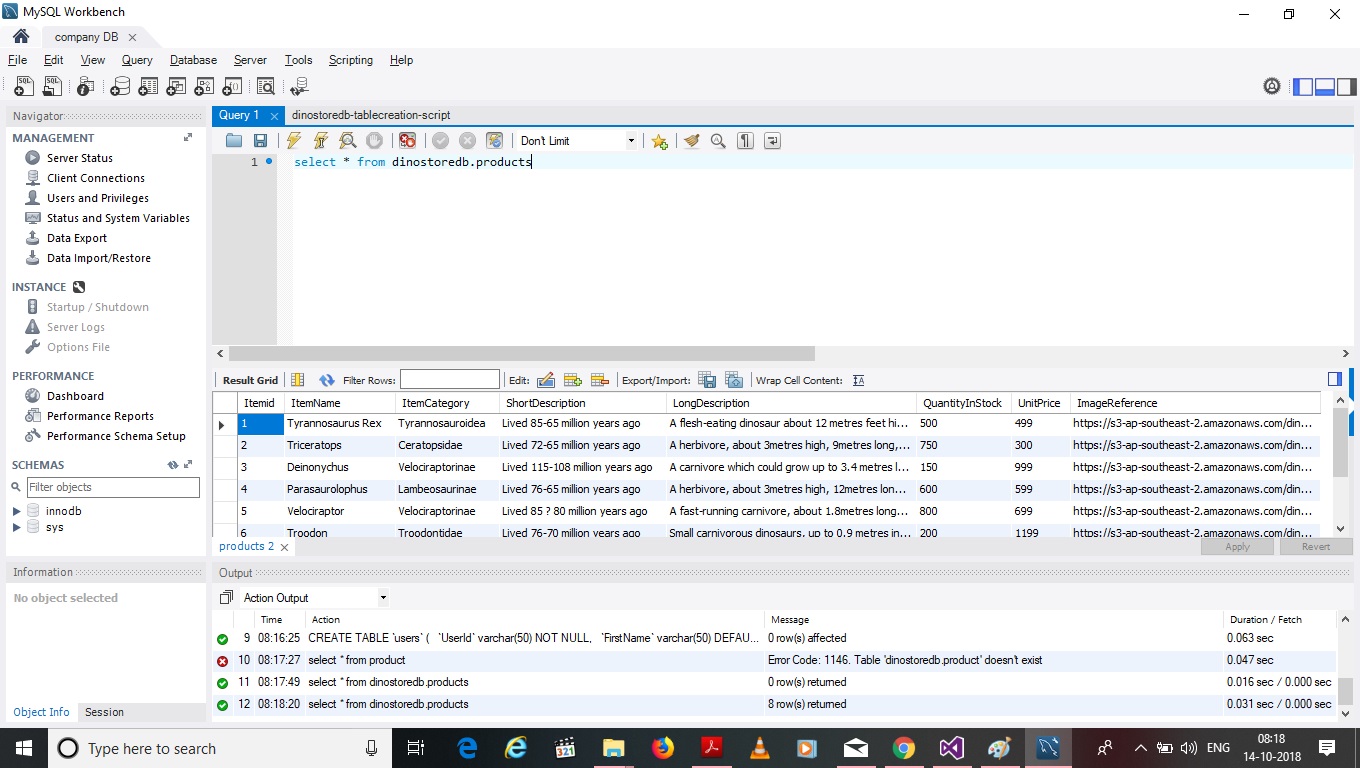 MySQL Workbench
company DB
File Edit View Query Database Server Tools Scripting Help
Navigator
MANAGEMENT
Server Status
Client Connections
Users and Privileges
Status and System Variables
Data Export
Data Import/Restore
INSTANCE
Startup / Shutdown
Server Logs
Options File
PERFORMANCE
Dashboard
Performance Reports
Performance Schema Setup
SCHEMAS
Filter objects
innodb
sys
Information
No object selected
Object Info Session
Query 1 dinostoredb-tablecreation-script
Don't Limit
1 select * from dinostoredb.products
Result Grid Filter Rows: Edit: Export/Import: Wrap Cell Content:
Itemid ItemName ItemCategory ShortDescription LongDescription QuantityInStock UnitPrice ImageReference
1 Tyrannosaurus Rex Tyrannosauroidea Lived 85-65 million years ago A flesh-eating dinosaur about 12 metres feet hi... 500 499 https://s3-ap-southeast-2.amazonaws.com/din...
2 Triceratops Ceratopsidae Lived 72-65 million years ago A herbivore, about 3metres high, 9metres long,... 750 300 https://s3-ap-southeast-2.amazonaws.com/din...
3 Deinonychus Velociraptorinae Lived 115-108 million years ago A carnivore which could grow up to 3.4 metres l... 150 999 https://s3-ap-southeast-2.amazonaws.com/din...
4 Parasaurolophus Lambeosaurinae Lived 76-65 million years ago A herbivore, about 3metres high, 12metres lon... 600 599 https://s3-ap-southeast-2.amazonaws.com/din...
5 Velociraptor Velociraptorinae Lived 85 ? 80 million years ago A fast-running carnivore, about 1.8metres long... 800 699 https://s3-ap-southeast-2.amazonaws.com/din...
6 Troodon Troodontidae Lived 76-70 million years ago Small carnivorous dinosaurs, up to 0.9 metres in... 200 1199 https://s3-ap-southeast-2.amazonaws.com/din...
products 2 Apply Revert
Output
Action Output
Time Action Message Duration / Fetch
9 08:16:25 CREATE TABLE `users` ( `UserId` varchar(50) NOT NULL, `FirstName` varchar(50) DEFAU... 0 row(s) affected 0.063 sec
10 08:17:27 select * from product Error Code: 1146. Table 'dinostoredb.product' doesn't exist 0.047 sec
11 08:17:49 select * from dinostoredb.products 0 row(s) returned 0.016 sec / 0.000 sec
12 08:18:20 select * from dinostoredb.products 8 row(s) returned 0.031 sec / 0.000 sec
Type here to search
321
ENG
08:18
14-10-2018